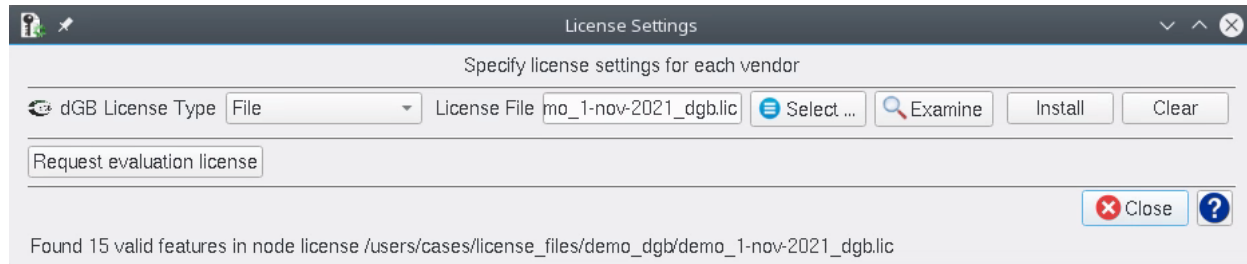 License Settings
Specify license settings for each vendor
dGB License Type File License File mo_1-nov-2021_dgb.lic Select ... Examine Install Clear
Request evaluation license
Close ?
Found 15 valid features in node license /users/cases/license_files/demo_dgb/demo_1-nov-2021_dgb.lic